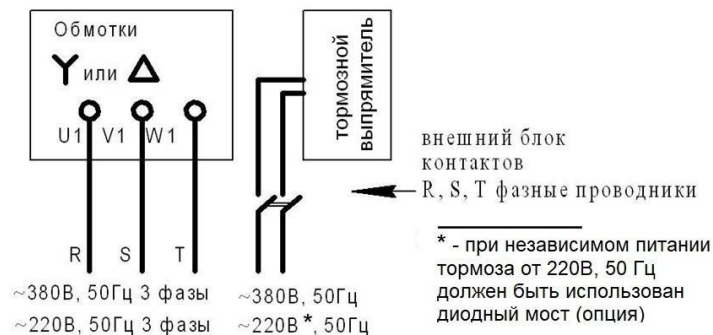 Обмотки
Y или Δ
U1 V1 W1
тормозной
выпрямитель
внешний блок
контактов
R, S, T фазные проводники
R S T
~380В, 50Гц 3 фазы
~220В, 50Гц 3 фазы
~380В, 50Гц
~220В*, 50Гц
* - при независимом питании
тормоза от 220В, 50 Гц
должен быть использован
диодный мост (опция)